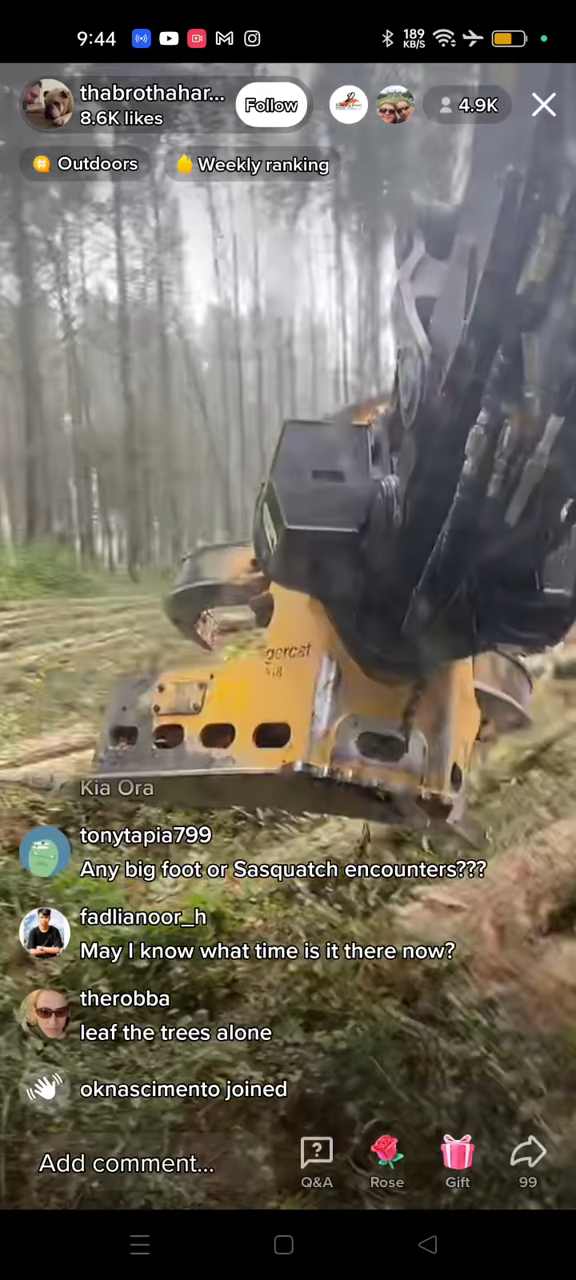 9:44
189
KB/S
thabrothahar...
8.6K likes
Follow
4.9K
Outdoors
Weekly ranking
gercat
Kia Ora
tonytapia799
Any big foot or Sasquatch encounters???
fadlianoor_h
May I know what time is it there now?
therobba
leaf the trees alone
oknascimento joined
Add comment...
Q&A
Rose
Gift
99